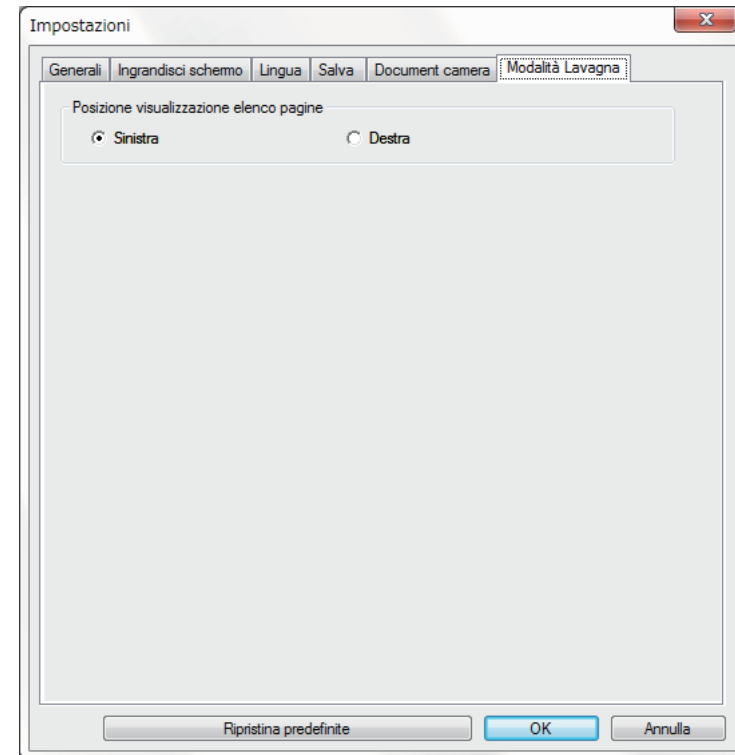 Impostazioni
Generali Ingrandisci schermo Lingua Salva Document camera Modalità Lavagna
Posizione visualizzazione elenco pagine
Sinistra Destra
Ripristina predefinite OK Annulla